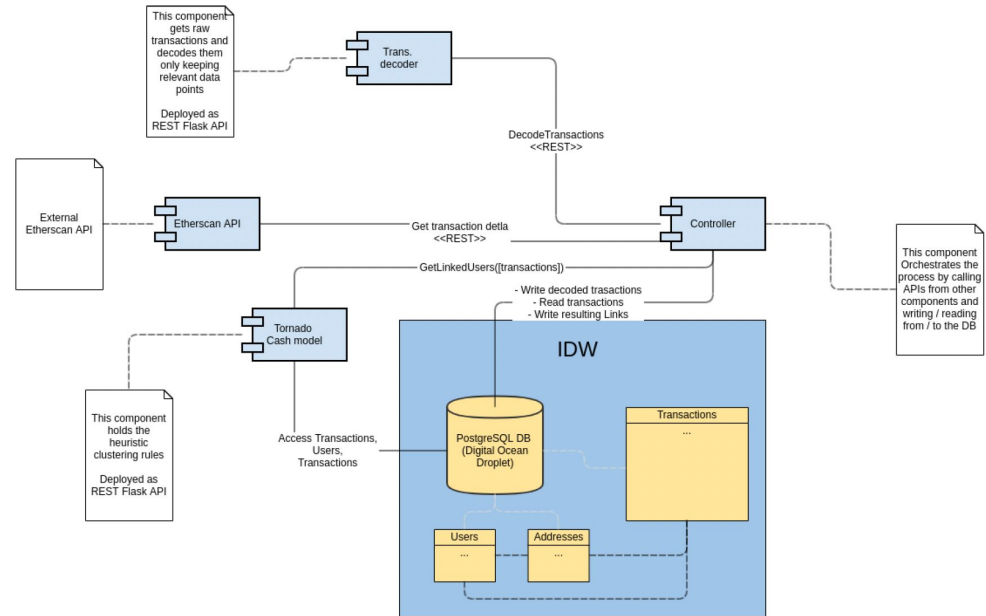 This component
gets raw
transactions and
decodes them
only keeping
relevant data
points
Deployed as
REST Flask API
Trans.
decoder
DecodeTransactions
<<REST>>
External
Etherscan API
Etherscan API
Get transaction detla
<<REST>>
Controller
This component
Orchestrates the
process by calling
APIs from other
components and
writing / reading
from / to the DB
GetLinkedUsers([transactions])
- Write decoded trasactions
- Read transactions
- Write resulting Links
Tornado
Cash model
IDW
This component
holds the
heuristic
clustering rules
Deployed as
REST Flask API
Access Transactions,
Users,
Transactions
PostgreSQL DB
(Digital Ocean
Droplet)
Transactions
...
Users
...
Addresses
...